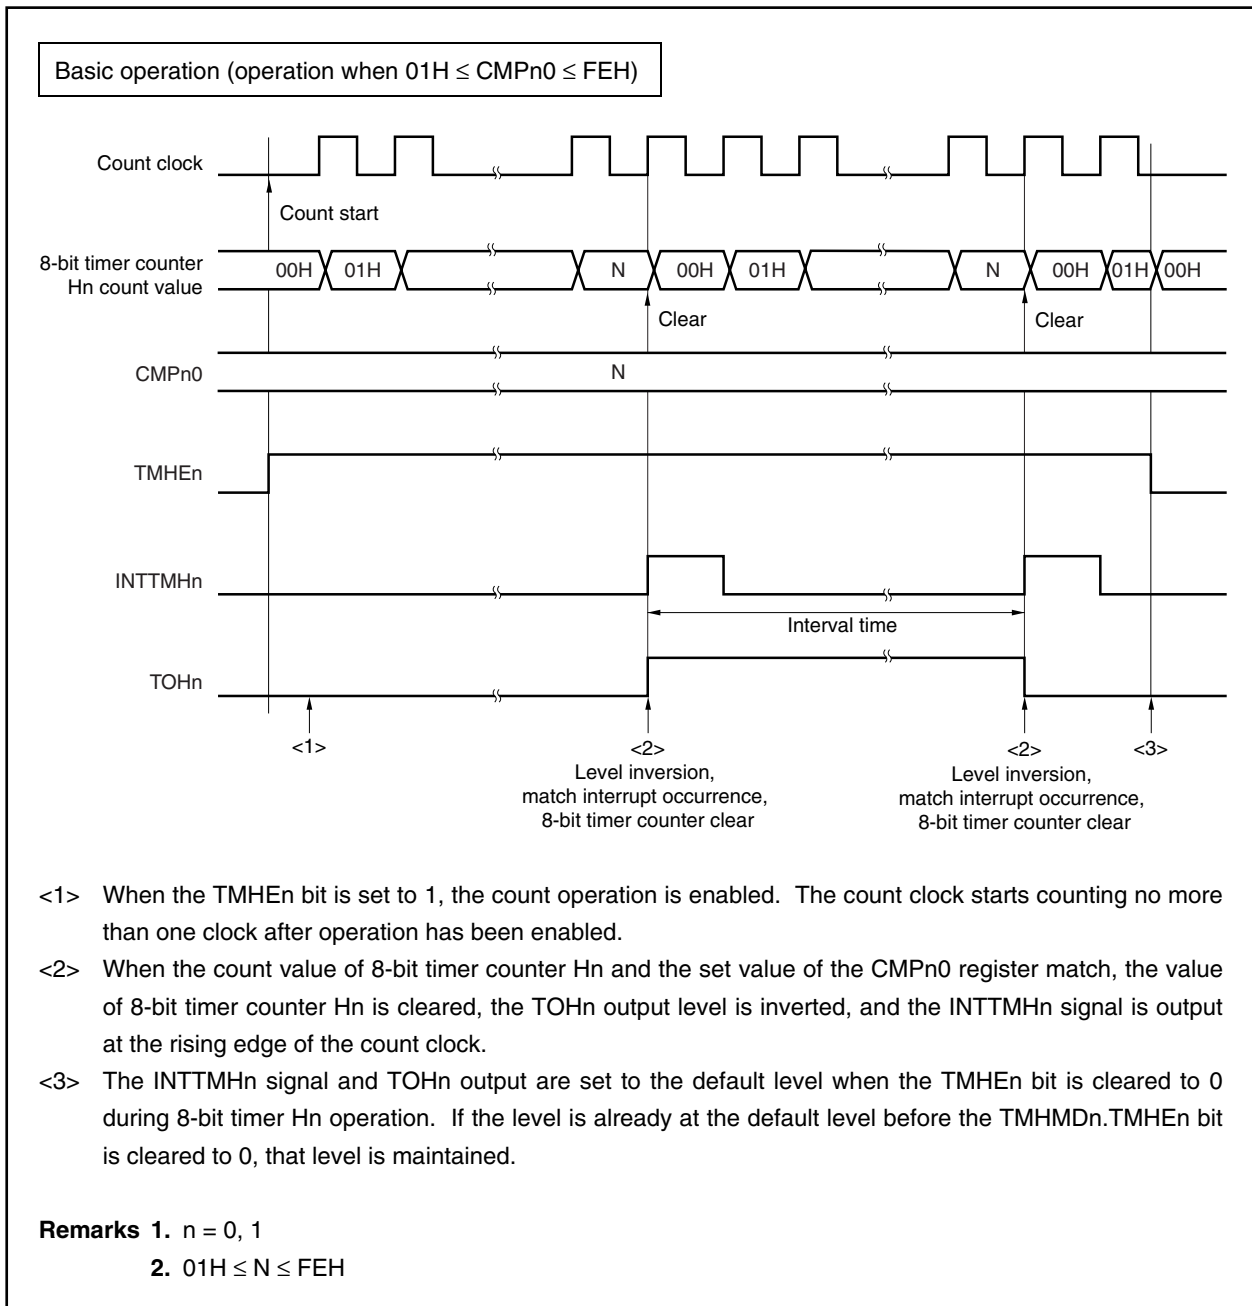 Basic operation (operation when 01H ≤ CMPn0 ≤ FEH)
Count clock
Count start
8-bit timer counter
Hn count value
00H 01H N 00H 01H N 00H 01H 00H
Clear Clear
CMPn0 N
TMHEn
INTTMHn
Interval time
TOHn
<1> <2> <2> <3>
Level inversion,
match interrupt occurrence,
8-bit timer counter clear
Level inversion,
match interrupt occurrence,
8-bit timer counter clear
<1> When the TMHEn bit is set to 1, the count operation is enabled. The count clock starts counting no more
than one clock after operation has been enabled.
<2> When the count value of 8-bit timer counter Hn and the set value of the CMPn0 register match, the value
of 8-bit timer counter Hn is cleared, the TOHn output level is inverted, and the INTTMHn signal is output
at the rising edge of the count clock.
<3> The INTTMHn signal and TOHn output are set to the default level when the TMHEn bit is cleared to 0
during 8-bit timer Hn operation. If the level is already at the default level before the TMHMDn.TMHEn bit
is cleared to 0, that level is maintained.
Remarks 1. n = 0, 1
2. 01H ≤ N ≤ FEH